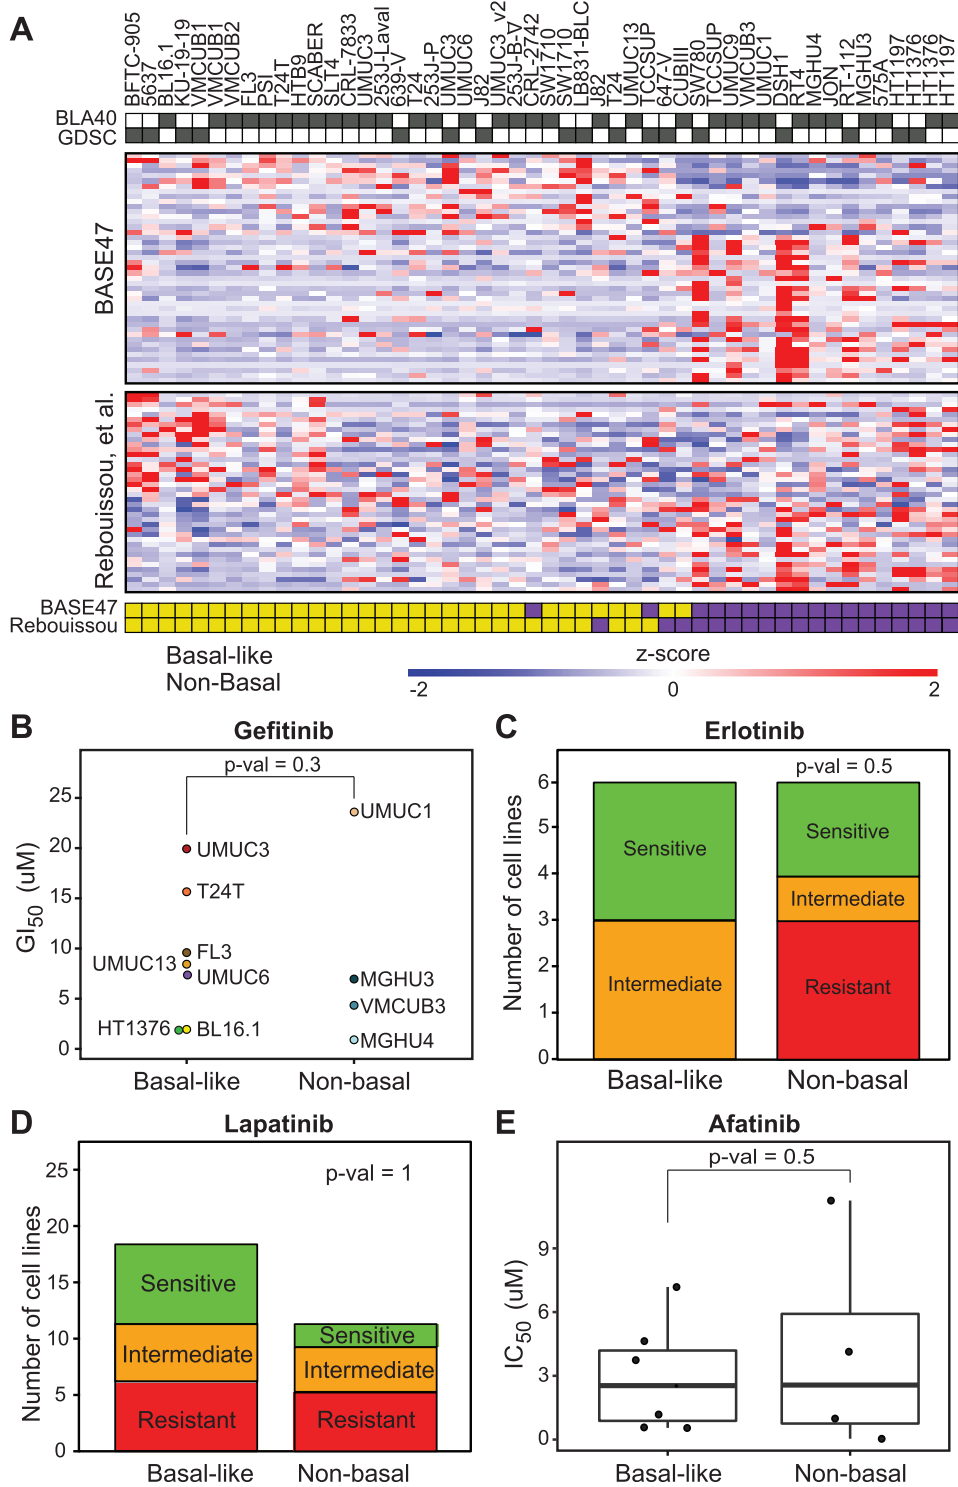 A
BFTC-905
5637
BL16.1
KU-19-19
VMCUB1
VMCUB1
VMCUB2
FL3
PSI
T24T
HTB9
SCABER
SLT4
CRL-7833
UMUC3
253J-Laval
639-V
T24
253J-P
UMUC3
UMUC6
J82
UMUC3_v2
253J-B-V
CRL-2742
SW1710
SW1710
LB831-BLC
J82
T24
UMUC13
TCCSUP
647-V
CUBIII
SW780
TCCSUP
UMUC9
VMCUB3
UMUC1
DSH1
RT4
MGHU4
JON
RT-112
MGHU3
575A
HT1197
HT1376
HT1376
HT1197
BLA40
GDSC
BASE47
Rebouissou, et al.
BASE47
Rebouissou
Basal-like
Non-Basal
z-score
-2
0
2
B
Gefitinib
p-val = 0.3
GI50 (uM)
25
20
15
10
5
0
UMUC1
UMUC3
T24T
FL3
UMUC13
UMUC6
MGHU3
VMCUB3
HT1376
BL16.1
MGHU4
Basal-like
Non-basal
C
Erlotinib
p-val = 0.5
Number of cell lines
6
5
4
3
2
1
0
Sensitive
Intermediate
Sensitive
Intermediate
Resistant
Basal-like
Non-basal
D
Lapatinib
p-val = 1
Number of cell lines
25
20
15
10
5
0
Sensitive
Intermediate
Resistant
Sensitive
Intermediate
Resistant
Basal-like
Non-basal
E
Afatinib
p-val = 0.5
IC50 (uM)
9
6
3
0
Basal-like
Non-basal